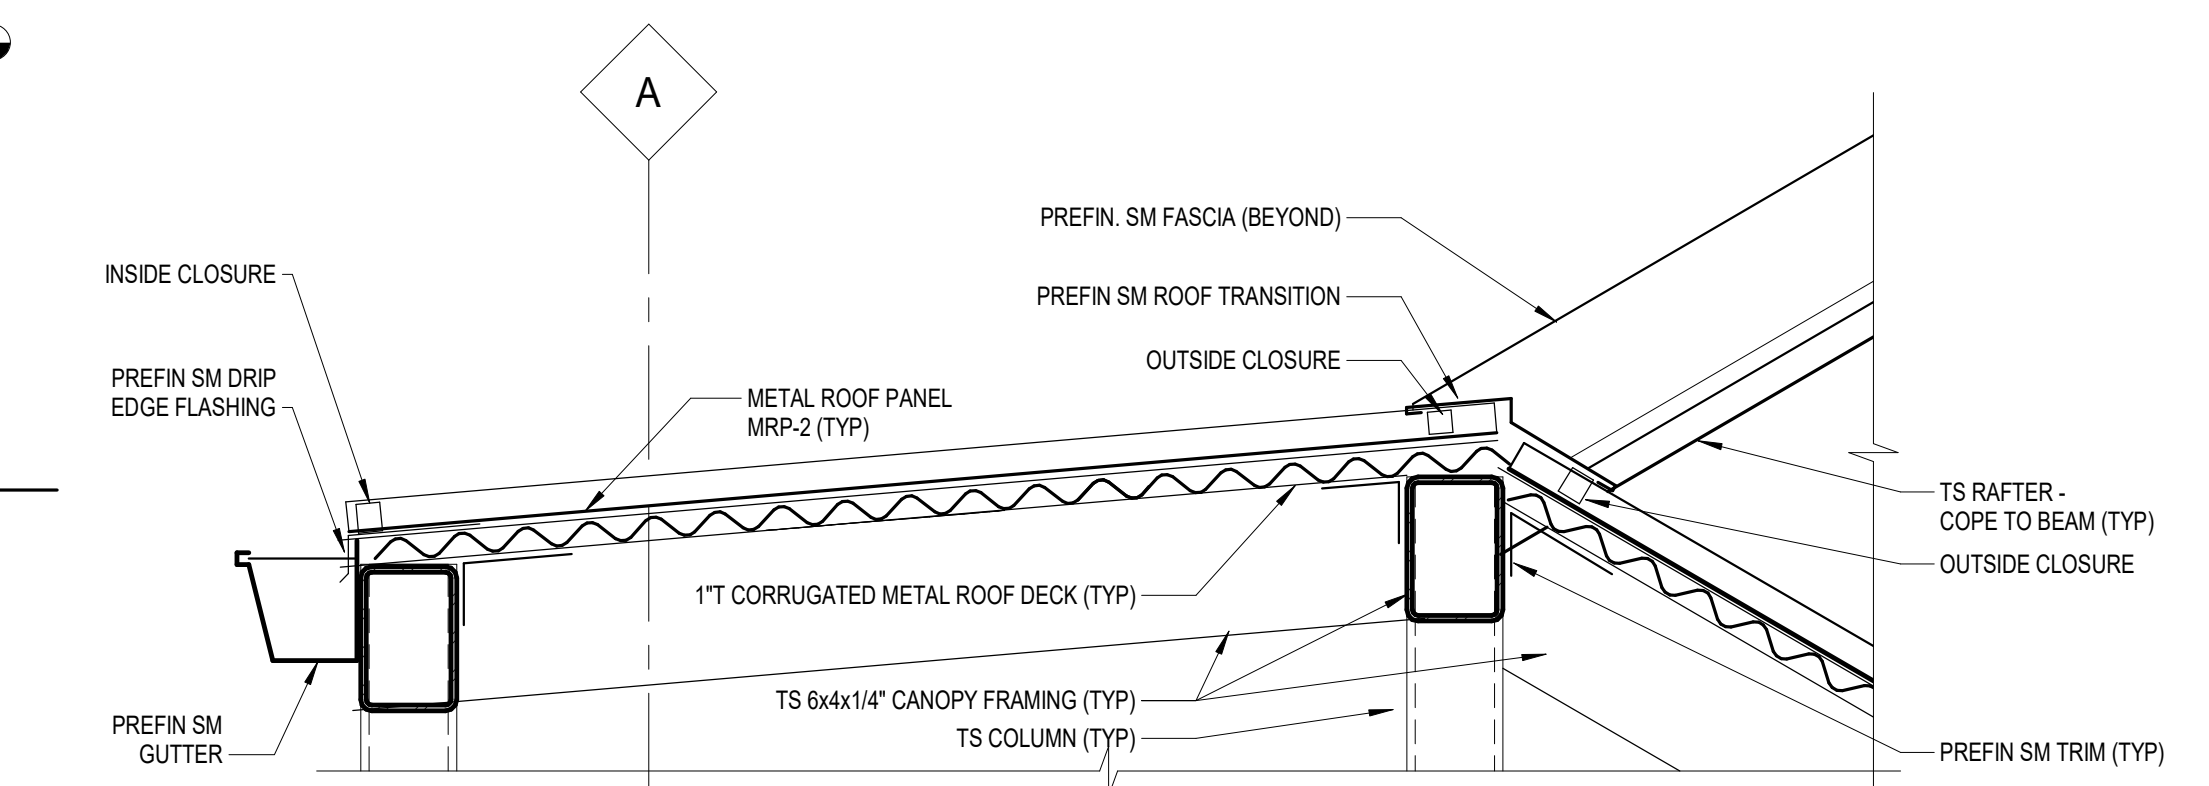 A
PREFIN. SM FASCIA (BEYOND)
INSIDE CLOSURE
PREFIN SM ROOF TRANSITION
OUTSIDE CLOSURE
PREFIN SM DRIP
EDGE FLASHING
METAL ROOF PANEL
MRP-2 (TYP)
TS RAFTER -
COPE TO BEAM (TYP)
OUTSIDE CLOSURE
1"T CORRUGATED METAL ROOF DECK (TYP)
TS 6x4x1/4" CANOPY FRAMING (TYP)
TS COLUMN (TYP)
PREFIN SM
GUTTER
PREFIN SM TRIM (TYP)